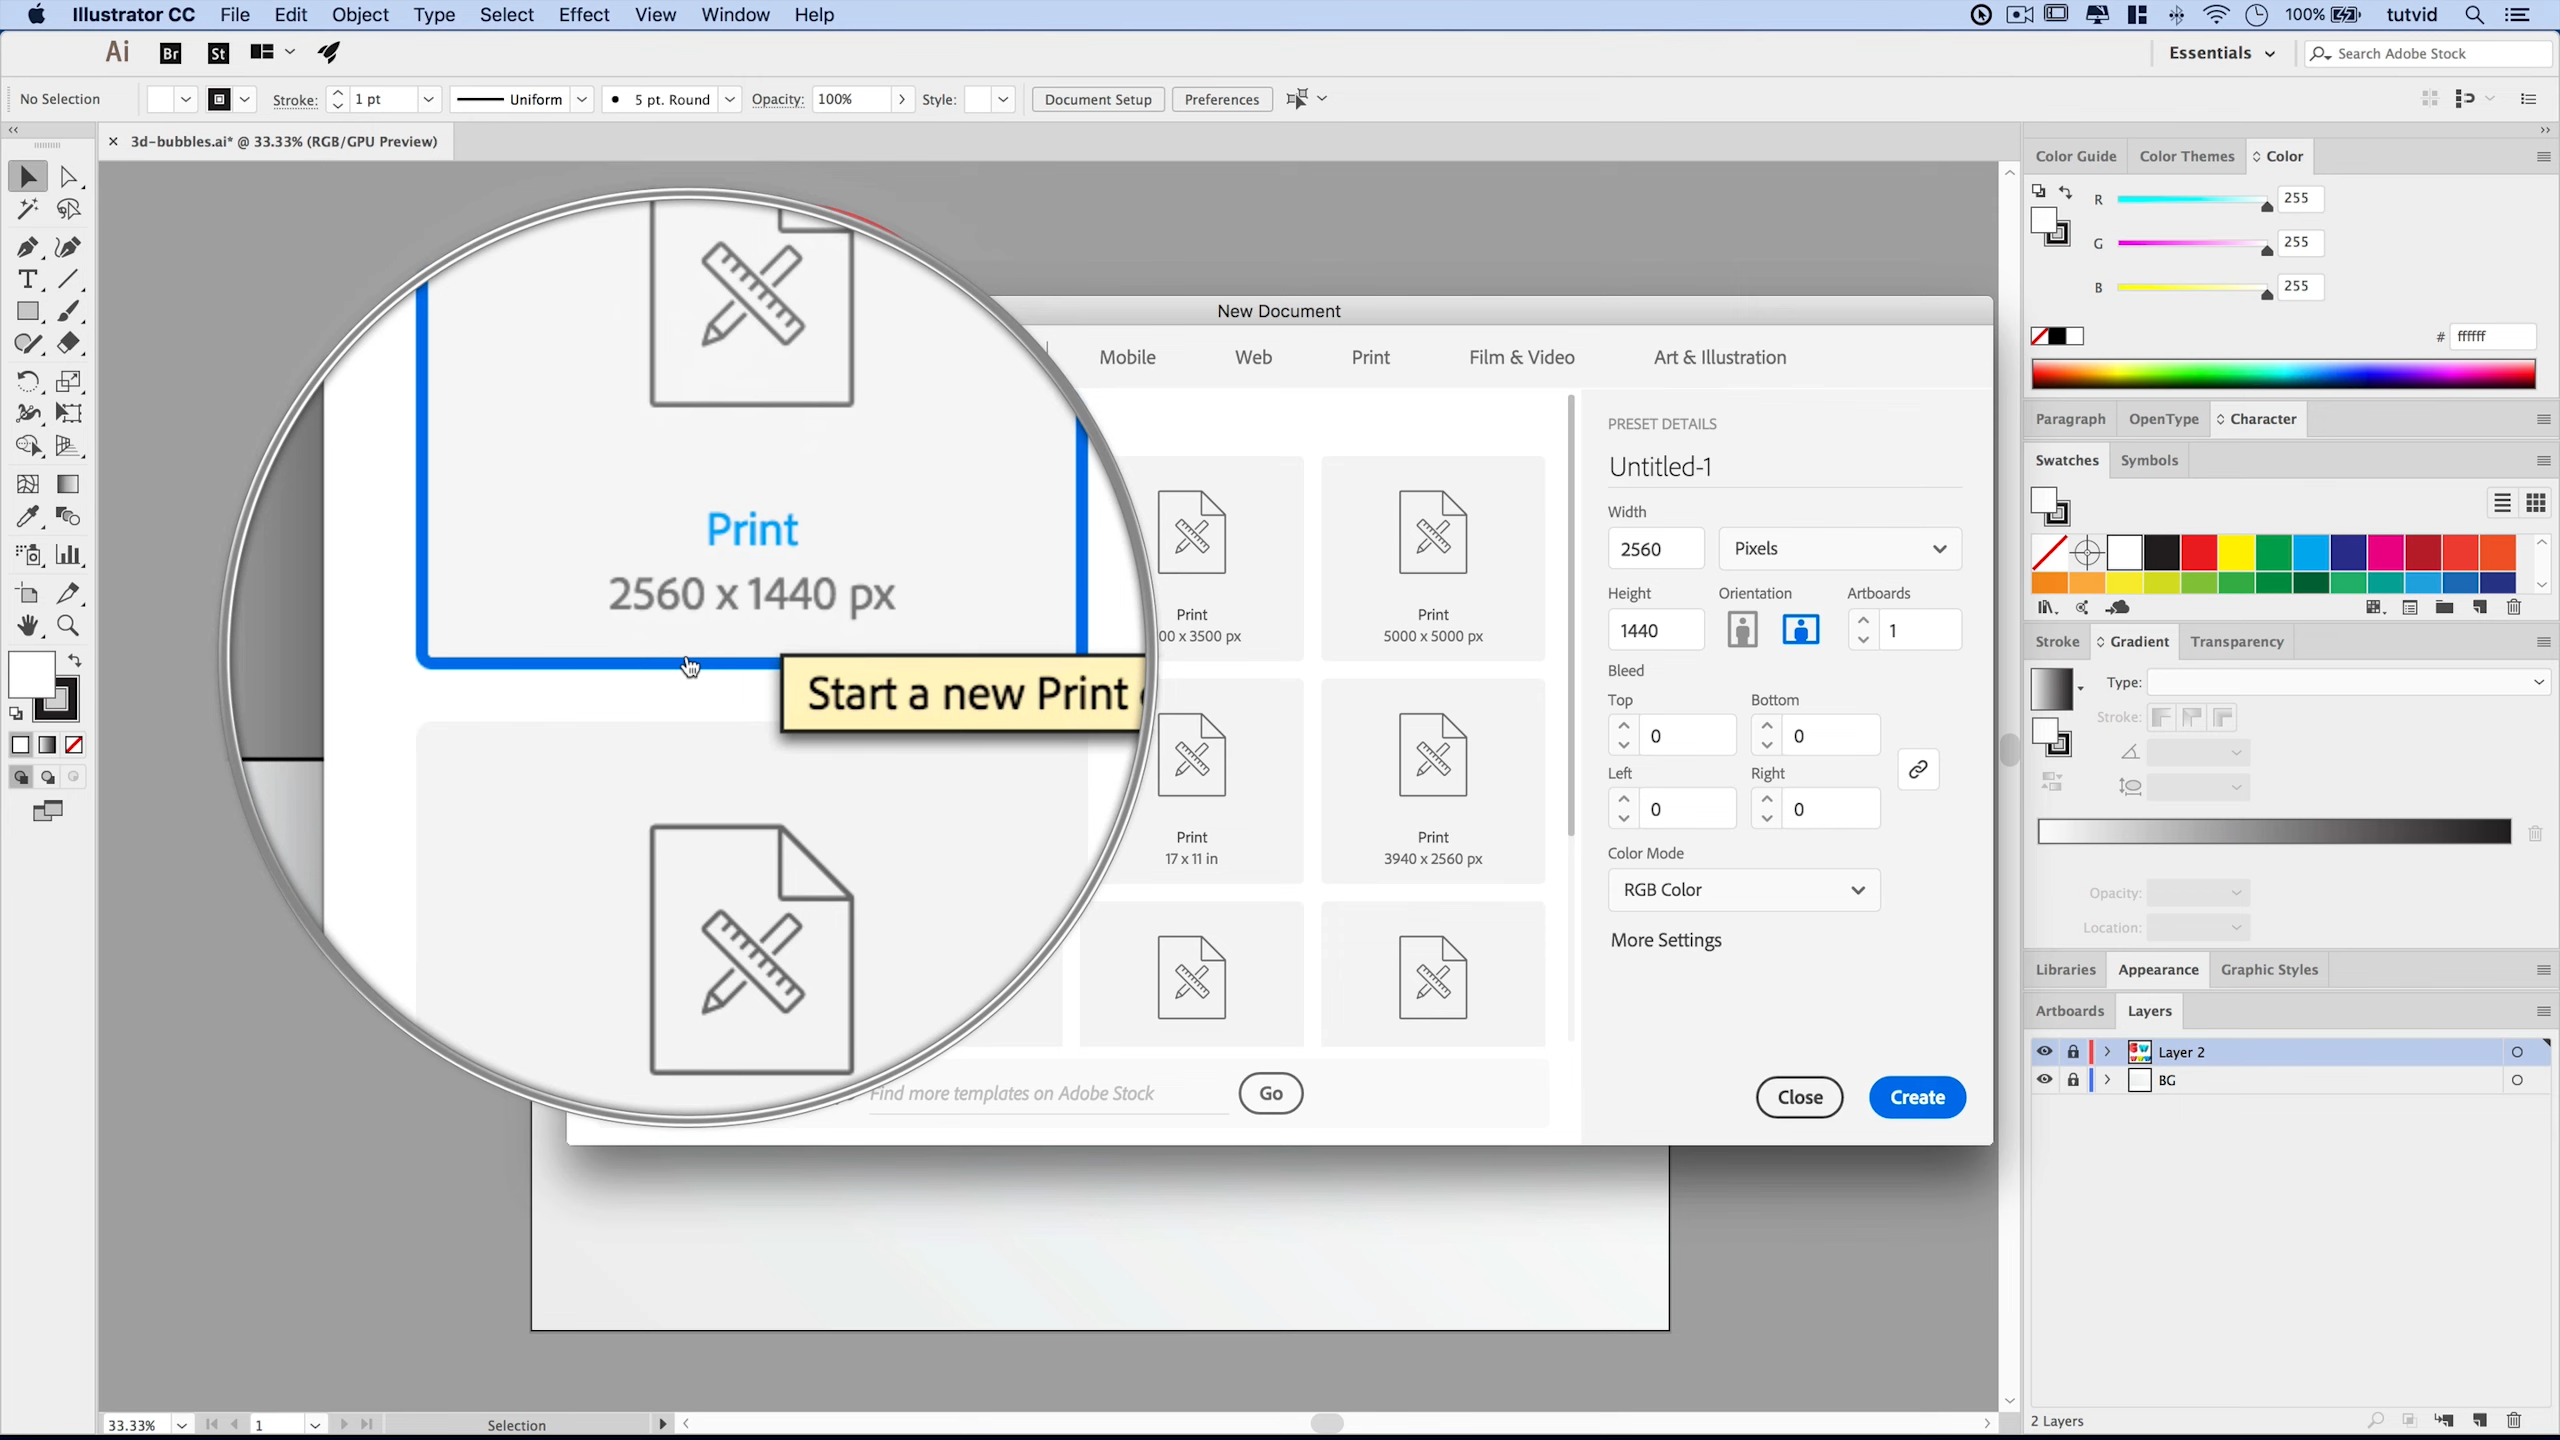 Illustrator CC File Edit Object Type Select Effect View Window Help
100% tutvid
Ai Br St
Essentials Search Adobe Stock
No Selection Stroke: 1 pt Uniform 5 pt. Round Opacity: 100% Style: Document Setup Preferences
3d-bubbles.ai* @ 33.33% (RGB/GPU Preview)
Color Guide Color Themes Color
R 255
G 255
B 255
# ffffff
Paragraph OpenType Character
Swatches Symbols
Stroke Gradient Transparency
Type:
Stroke:
Opacity:
Location:
Libraries Appearance Graphic Styles
Artboards Layers
Layer 2
BG
2 Layers
New Document
Mobile Web Print Film & Video Art & Illustration
Print
2560 x 1440 px
Start a new Print
Print
00 x 3500 px
Print
5000 x 5000 px
Print
17 x 11 in
Print
3940 x 2560 px
Find more templates on Adobe Stock Go
PRESET DETAILS
Untitled-1
Width
2560 Pixels
Height Orientation Artboards
1440 1
Bleed
Top Bottom
0 0
Left Right
0 0
Color Mode
RGB Color
More Settings
Close Create
33.33% 1 Selection